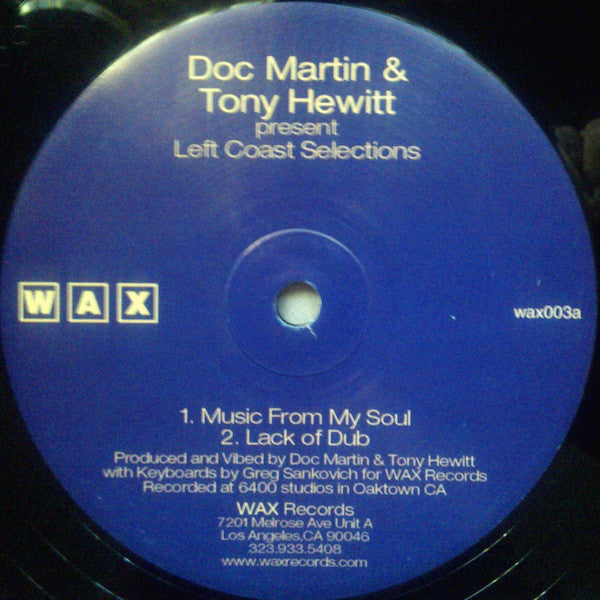 Doc Martin &
Tony Hewitt
present
Left Coast Selections
WAX
wax003a
1. Music From My Soul
2. Lack of Dub
Produced and Vibed by Doc Martin & Tony Hewitt
with Keyboards by Greg Sankovich for WAX Records
Recorded at 6400 studios in Oaktown CA
WAX Records
7201 Melrose Ave Unit A
Los Angeles,CA 90046
323.933.5408
www.waxrecords.com